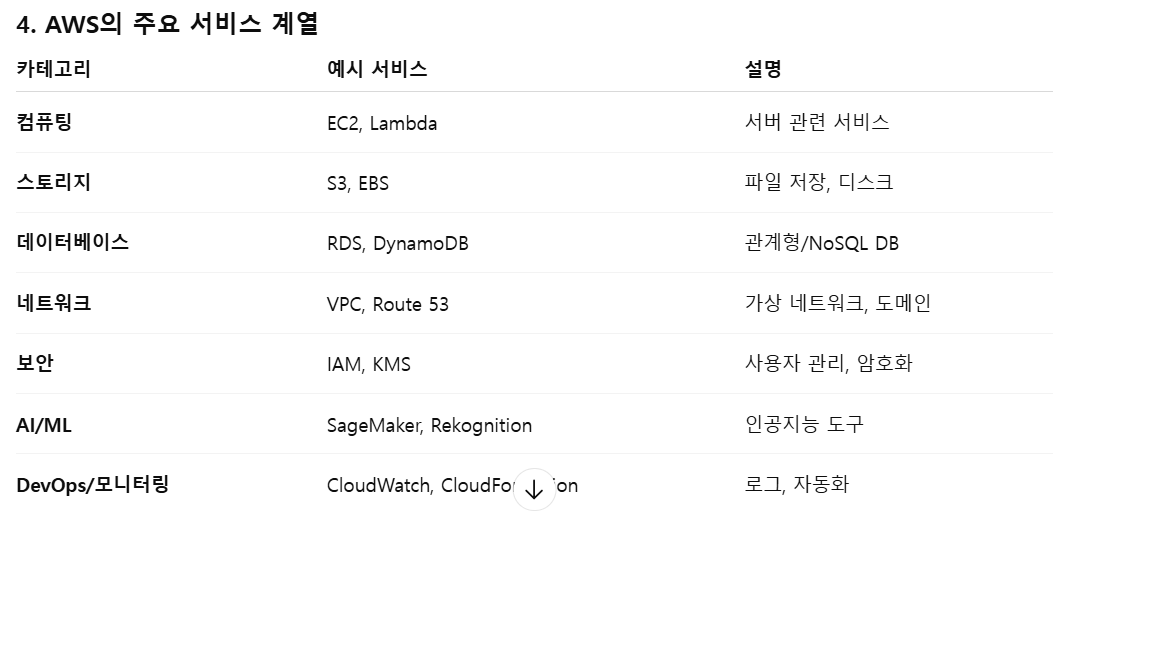 4. AWS의 주요 서비스 계열
카테고리 예시 서비스 설명
컴퓨팅 EC2, Lambda 서버 관련 서비스
스토리지 S3, EBS 파일 저장, 디스크
데이터베이스 RDS, DynamoDB 관계형/NoSQL DB
네트워크 VPC, Route 53 가상 네트워크, 도메인
보안 IAM, KMS 사용자 관리, 암호화
AI/ML SageMaker, Rekognition 인공지능 도구
DevOps/모니터링 CloudWatch, 로그, 자동화